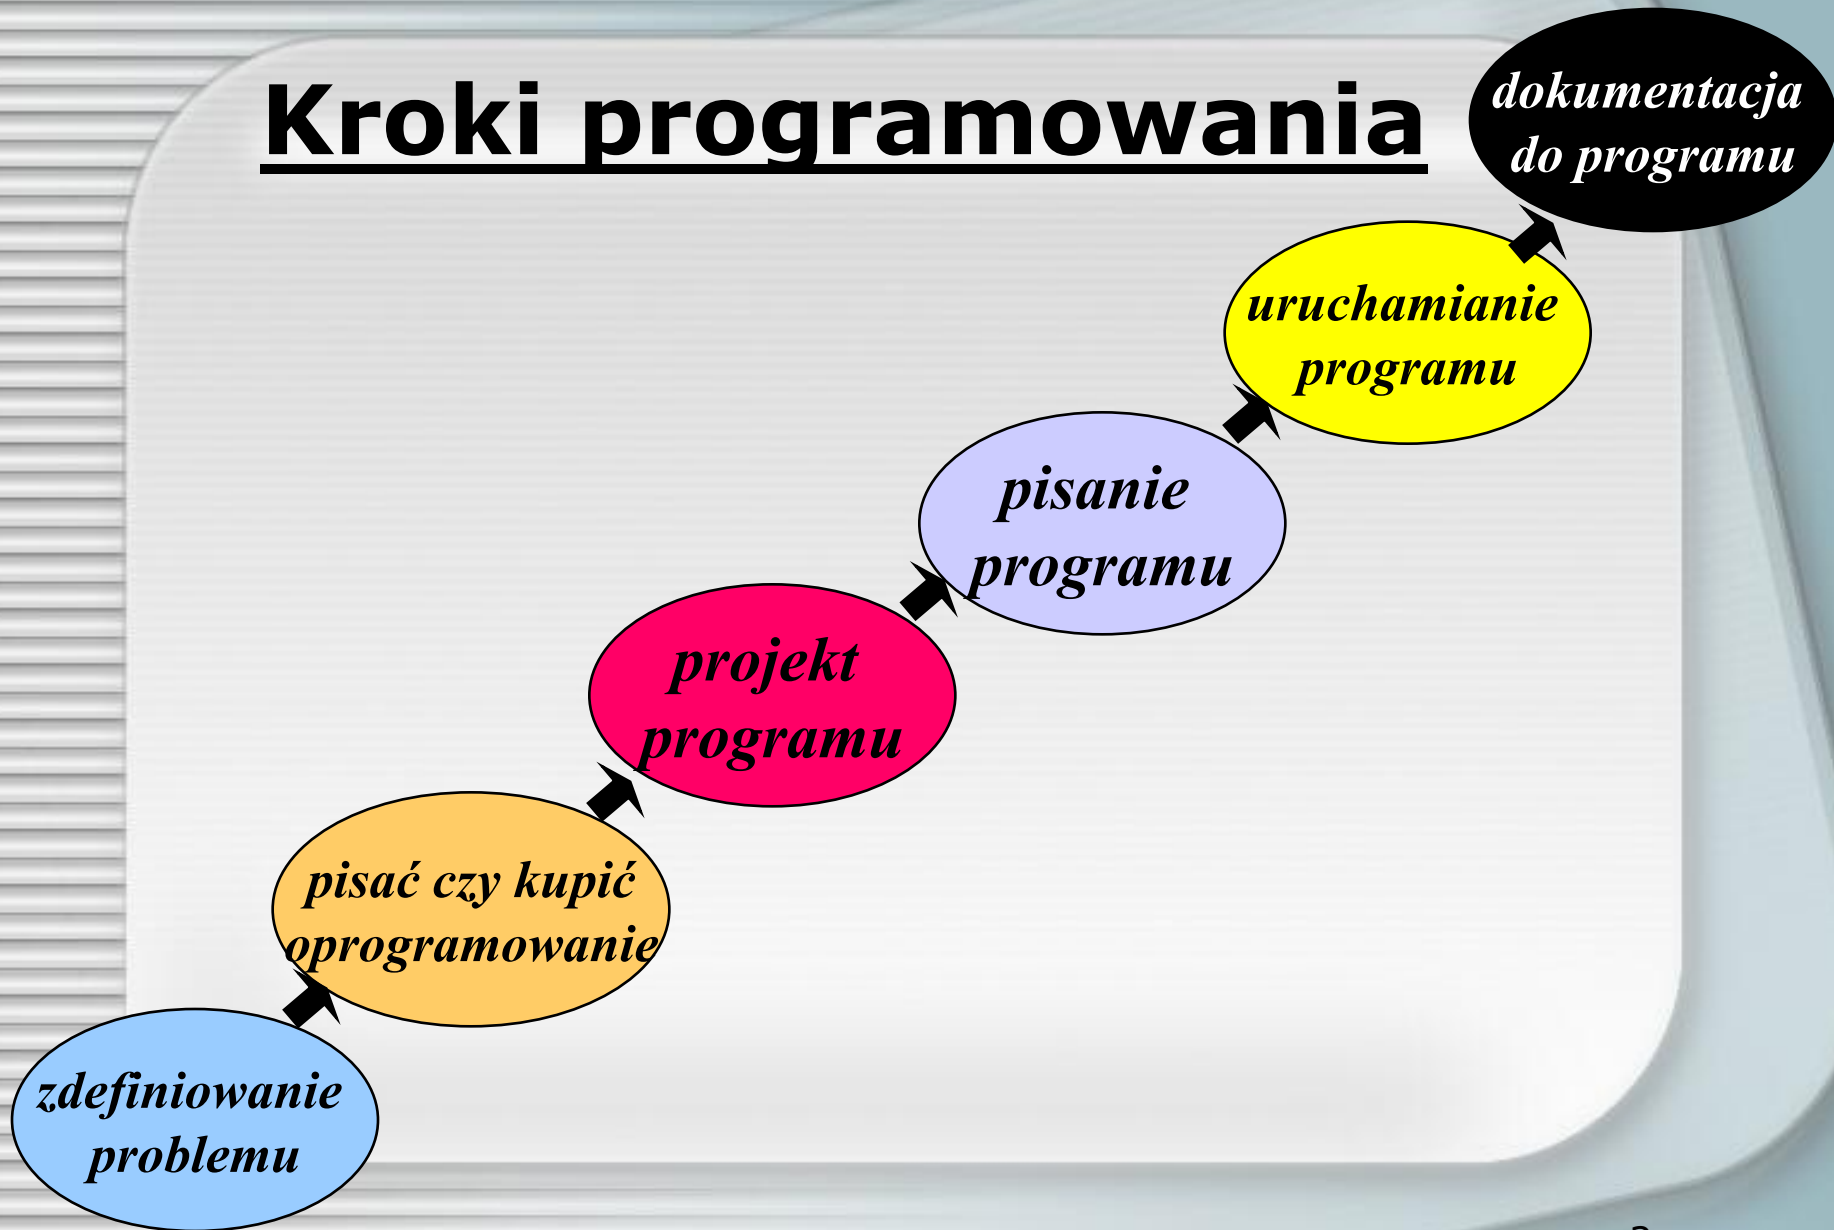 Kroki programowania
dokumentacja
do programu
uruchamianie
programu
pisanie
programu
projekt
programu
pisać czy kupić
oprogramowanie
zdefiniowanie
problemu